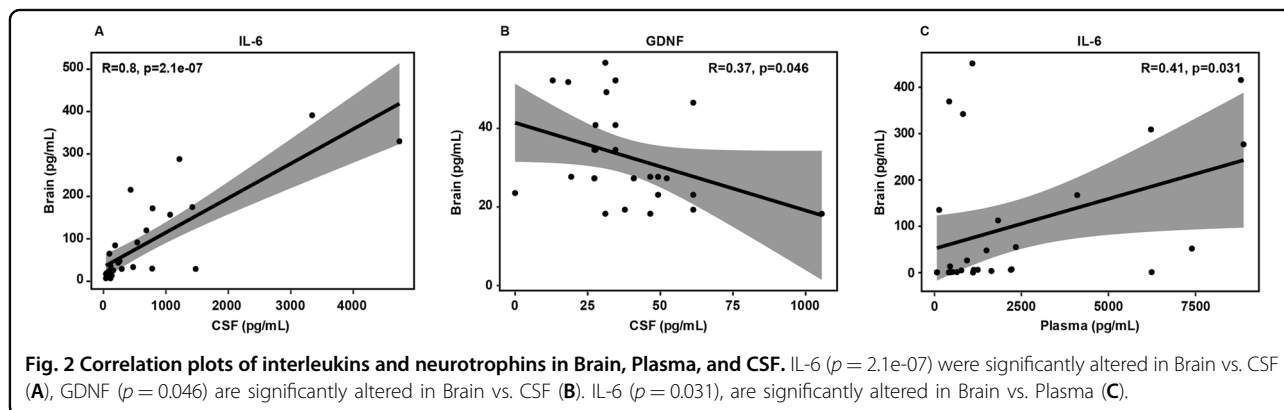 A
IL-6
R=0.8, p=2.1e-07
500
400
300
200
100
0
Brain (pg/mL)
0
1000
2000
3000
4000
CSF (pg/mL)
B
GDNF
R=0.37, p=0.046
40
20
0
Brain (pg/mL)
0
25
50
75
1000
CSF (pg/mL)
C
IL-6
R=0.41, p=0.031
400
300
200
100
0
Brain (pg/mL)
0
2500
5000
7500
Plasma (pg/mL)
Fig. 2 Correlation plots of interleukins and neurotrophins in Brain, Plasma, and CSF. IL-6 (p = 2.1e-07) were significantly altered in Brain vs. CSF
(A), GDNF (p = 0.046) are significantly altered in Brain vs. CSF (B). IL-6 (p = 0.031), are significantly altered in Brain vs. Plasma (C).